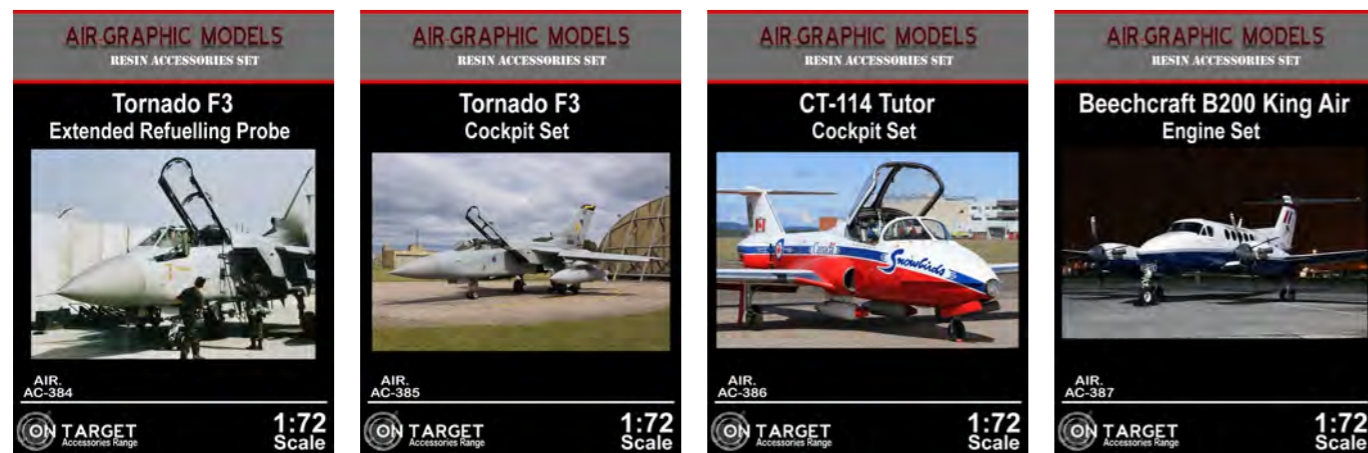 AIR-GRAPHIC MODELS
RESIN ACCESSORIES SET
Tornado F3
Extended Refuelling Probe
AIR.
AC-384
ON TARGET
Accessories Range
1:72
Scale
AIR-GRAPHIC MODELS
RESIN ACCESSORIES SET
Tornado F3
Cockpit Set
AIR.
AC-385
ON TARGET
Accessories Range
1:72
Scale
AIR-GRAPHIC MODELS
RESIN ACCESSORIES SET
CT-114 Tutor
Cockpit Set
Canada
Snowbirds
AIR.
AC-386
ON TARGET
Accessories Range
1:72
Scale
AIR-GRAPHIC MODELS
RESIN ACCESSORIES SET
Beechcraft B200 King Air
Engine Set
AIR.
AC-387
ON TARGET
Accessories Range
1:72
Scale